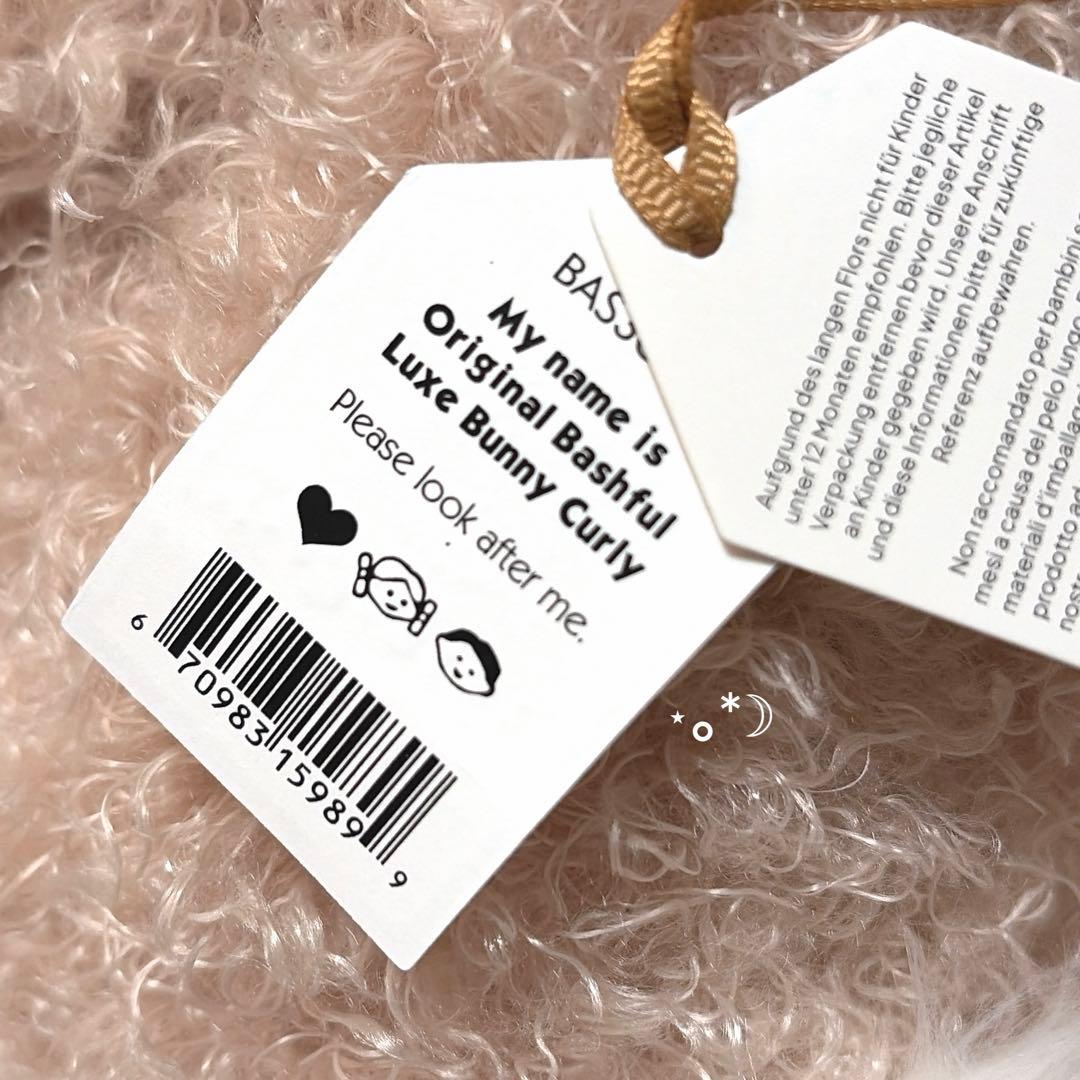 BAS3
My name is
Original Bashful
Luxe Bunny Curly
Please look after me.
6 70983 15989 9
Aufgrund des langen Flors nicht für Kinder
unter 12 Monaten empfohlen. Bitte jegliche
Verpackung entfernen bevor dieser Artikel
an Kinder gegeben wird. Unsere Anschrift
und diese Informationen bitte für zukünftige
Referenz aufbewahren.
Non raccomandato per bambini
mesi a causa del pelo lungo
materiali d'imballag
prodotto ad
nost